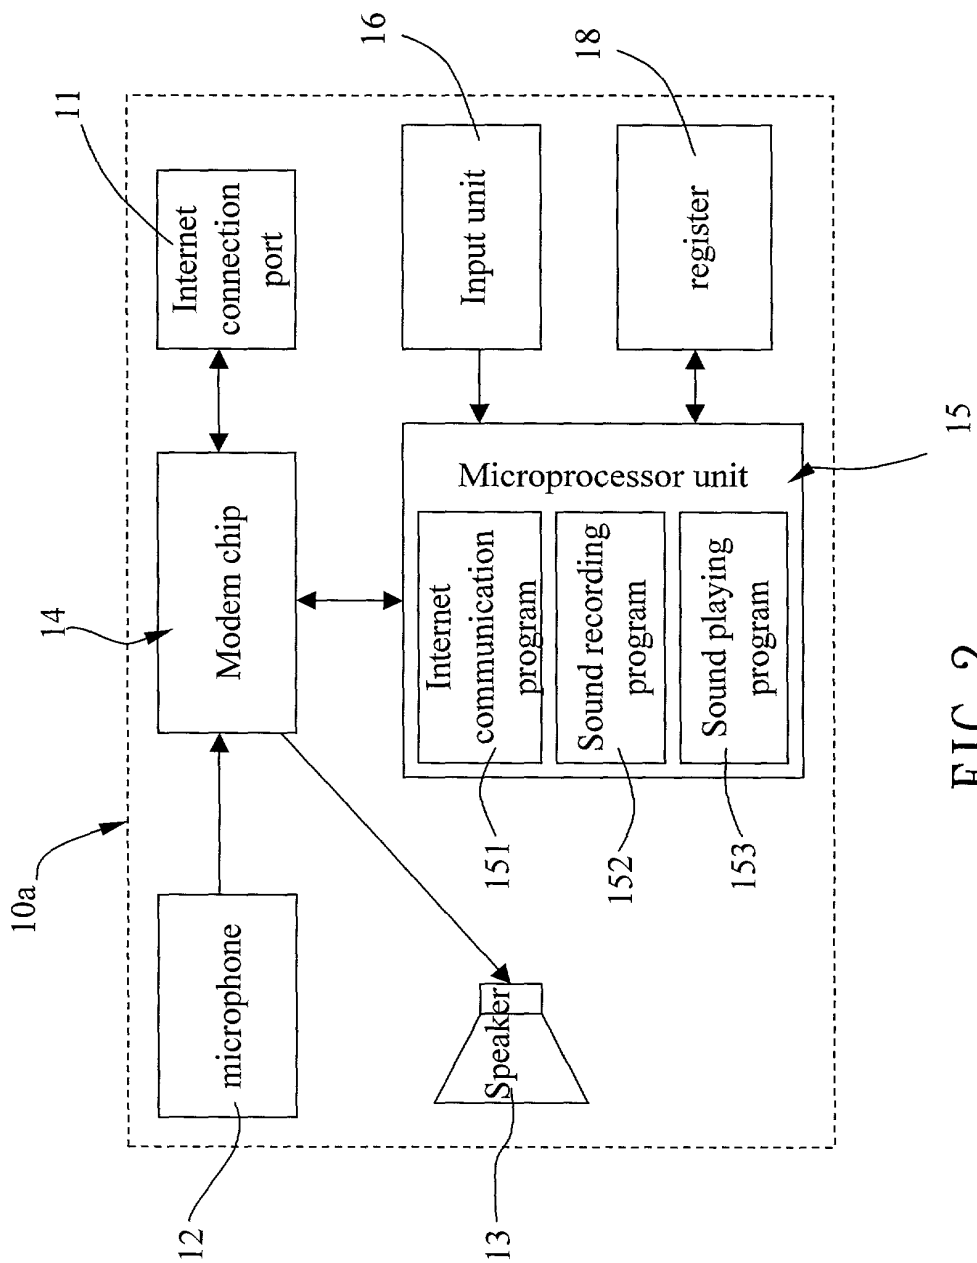 10a
12
microphone
14
Modem chip
11
Internet
connection
port
13
Speaker
151
Internet
communication
program
152
Sound recording
program
153
Sound playing
program
Microprocessor unit
15
16
Input unit
18
register
FIG. 2